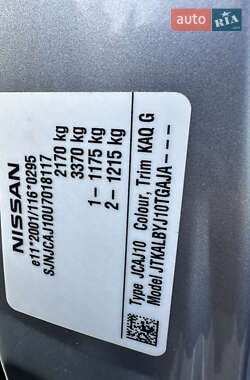 AUTO RIA
NISSAN
e11*2001/116*0295
SJNJCAJ10U7018117
2170 kg
3370 kg
1 – 1175 kg
2 – 1215 kg
Type JCAJ10 Colour, Trim KAQ G
Model JTKALBYJ10TGAJA – – –